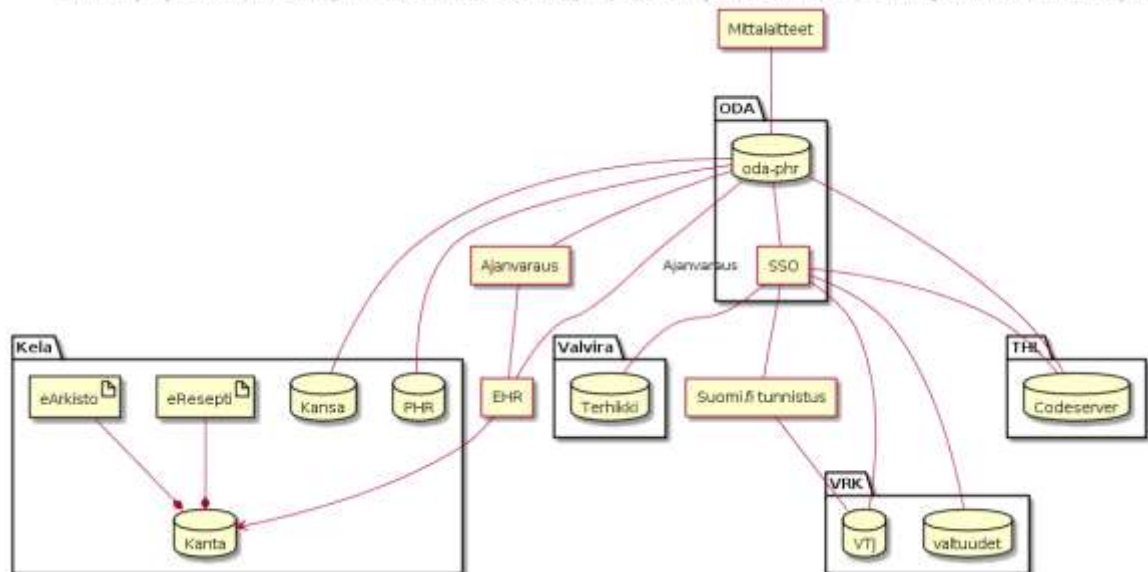 Mittalaitteet
ODA
oda-phr
Ajanvaraus
Ajanvaraus
SSO
Kela
Valvira
THL
eArkisto
eResepti
Kansa
PHR
EHR
Terhikki
Suomi.fi tunnistus
Codeserver
VRK
Kanta
VTJ
valtuudet